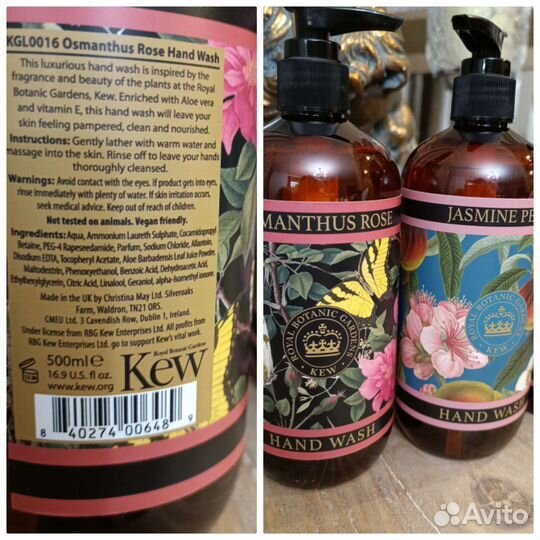 KGL0016 Osmanthus Rose Hand Wash
This luxurious hand wash is inspired by the
fragrance and beauty of the plants at the Royal
Botanic Gardens, Kew. Enriched with Aloe vera
and vitamin E, this hand wash will leave your
skin feeling pampered, clean and nourished.
Instructions: Gently lather with warm water and
massage into the skin. Rinse off to leave your hands
thoroughly cleansed.
Warnings: Avoid contact with the eyes. If product gets into eyes,
rinse immediately with plenty of water. If skin irritation occurs,
seek medical advice. Keep out of reach of children.
Not tested on animals. Vegan friendly.
Ingredients: Aqua, Ammonium Laureth Sulphate, Cocamidopropyl
Betaine, PEG-4 Rapeseedamide, Parfum, Sodium Chloride, Allantoin,
Disodium EDTA, Tocopheryl Acetate, Aloe Barbadensis Leaf Juice Powder,
Maltodextrin, Phenoxyethanol, Benzoic Acid, Dehydroacetic Acid,
Ethylhexylglycerin, Citric Acid, Linalool, Geraniol, alpha-Isomethyl ionone.
Made in the UK by Christina May Ltd. Silveroaks
Farm, Waldron, TN21 0RS.
CMEU LTD. 3 Cavendish Row, Dublin 1, Ireland.
Under license from RBG Kew Enterprises Ltd. All profits from
RBG Kew Enterprises Ltd. go to support Kew's vital work.
500ml e
16.9 U.S. fl oz.
www.kew.org
12 M
Royal Botanic Gardens
Kew
8 40274 00648 9
MANTHUS ROSE
ROYAL BOTANIC GARDENS
KEW
HAND WASH
JASMINE PE
ROYAL BOTANIC GARDENS
KEW
HAND WASH
Avito